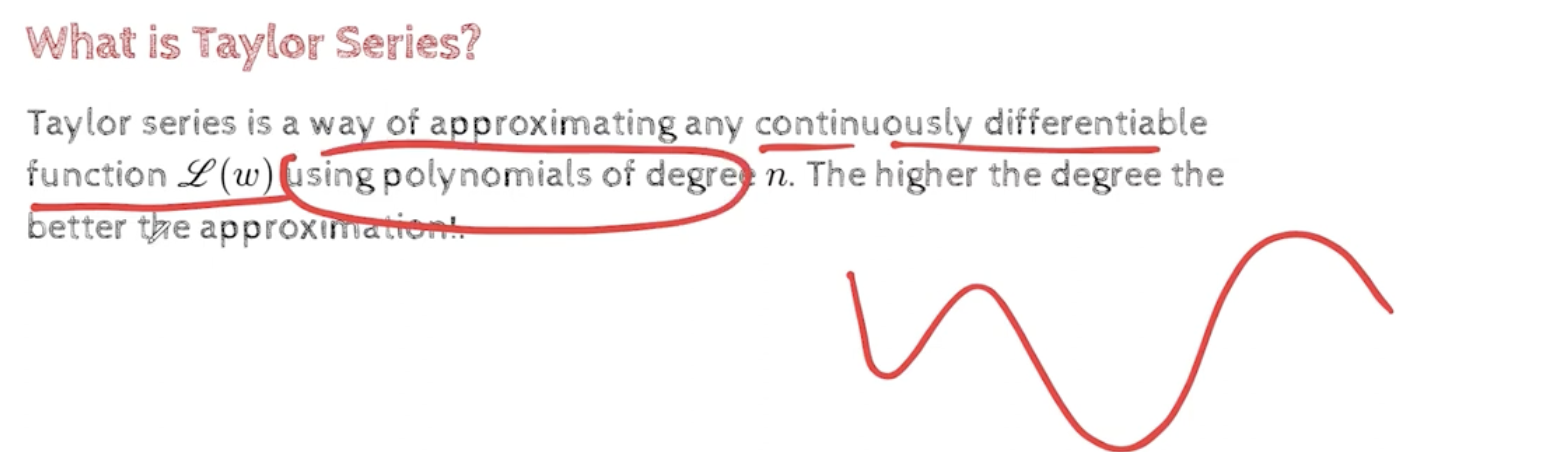 What is Taylor Series?
Taylor series is a way of approximating any continuously differentiable
function ℒ(w) using polynomials of degree n. The higher the degree the
better the approximation!.